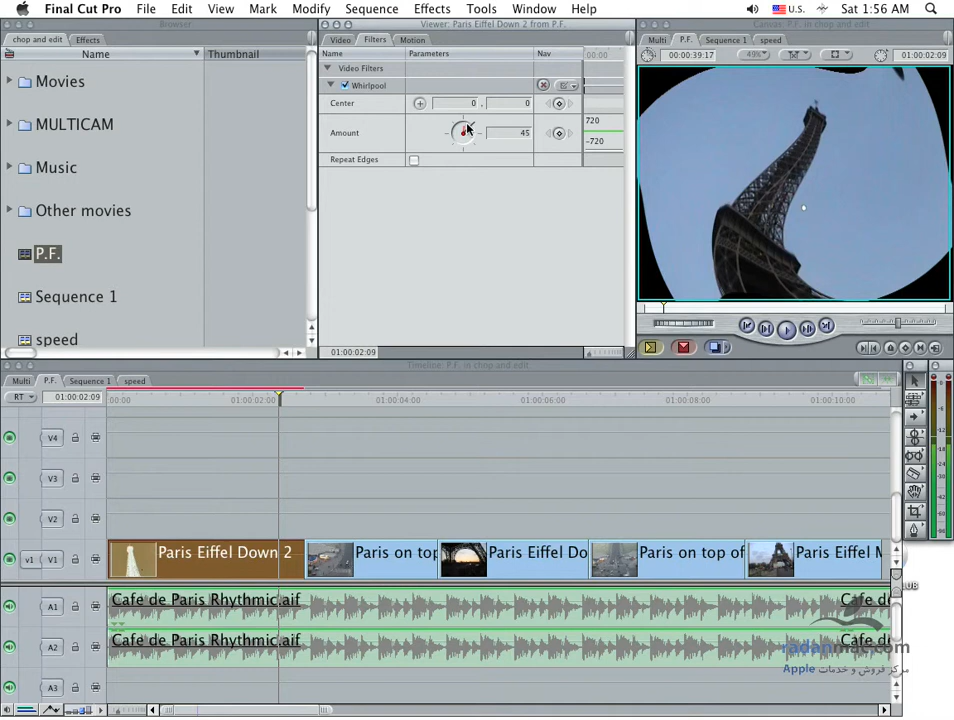 Final Cut Pro File Edit View Mark Modify Sequence Effects Tools Window Help U.S. Sat 1:56 AM
Browser
chop and edit Effects
Name Thumbnail
Movies
MULTICAM
Music
Other movies
P.F.
Sequence 1
speed
Viewer: Paris Eiffel Down 2 from P.F.
Video Filters Motion
Name Parameters Nav 00:00
Video Filters
Whirlpool
Center 0 , 0
Amount 45 720
-720
Repeat Edges
01:00:02:09
Canvas: P.F. in chop and edit
Multi P.F. Sequence 1 speed
00:00:39:17 49% 01:00:02:09
Timeline: P.F. in chop and edit
Multi P.F. Sequence 1 speed
RT 01:00:02:09 00:00 01:00:02:00 01:00:04:00 01:00:06:00 01:00:08:00 01:00:10:00
V4
V3
V2
v1 V1 Paris Eiffel Down 2 Paris on top Paris Eiffel Do Paris on top of Paris Eiffel M
A1 Cafe de Paris Rhythmic.aif Cafe de
A2 Cafe de Paris Rhythmic.aif Cafe de
A3
radanmac.com
مرکز فروش و خدمات Apple